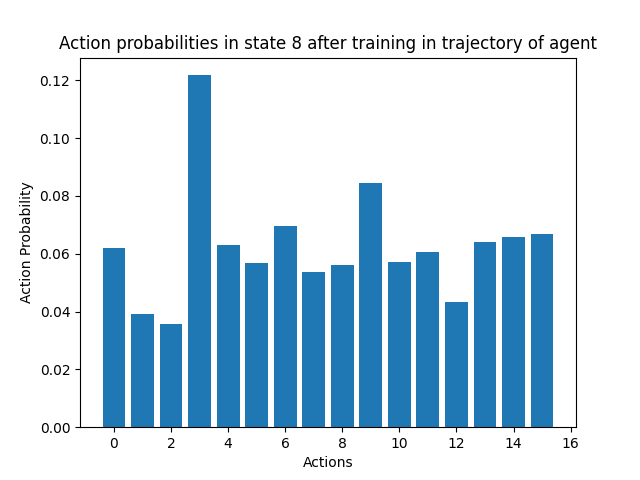 Action probabilities in state 8 after training in trajectory of agent
0.12
0.10
0.08
0.06
0.04
0.02
0.00
Action Probability
0 2 4 6 8 10 12 14 16
Actions